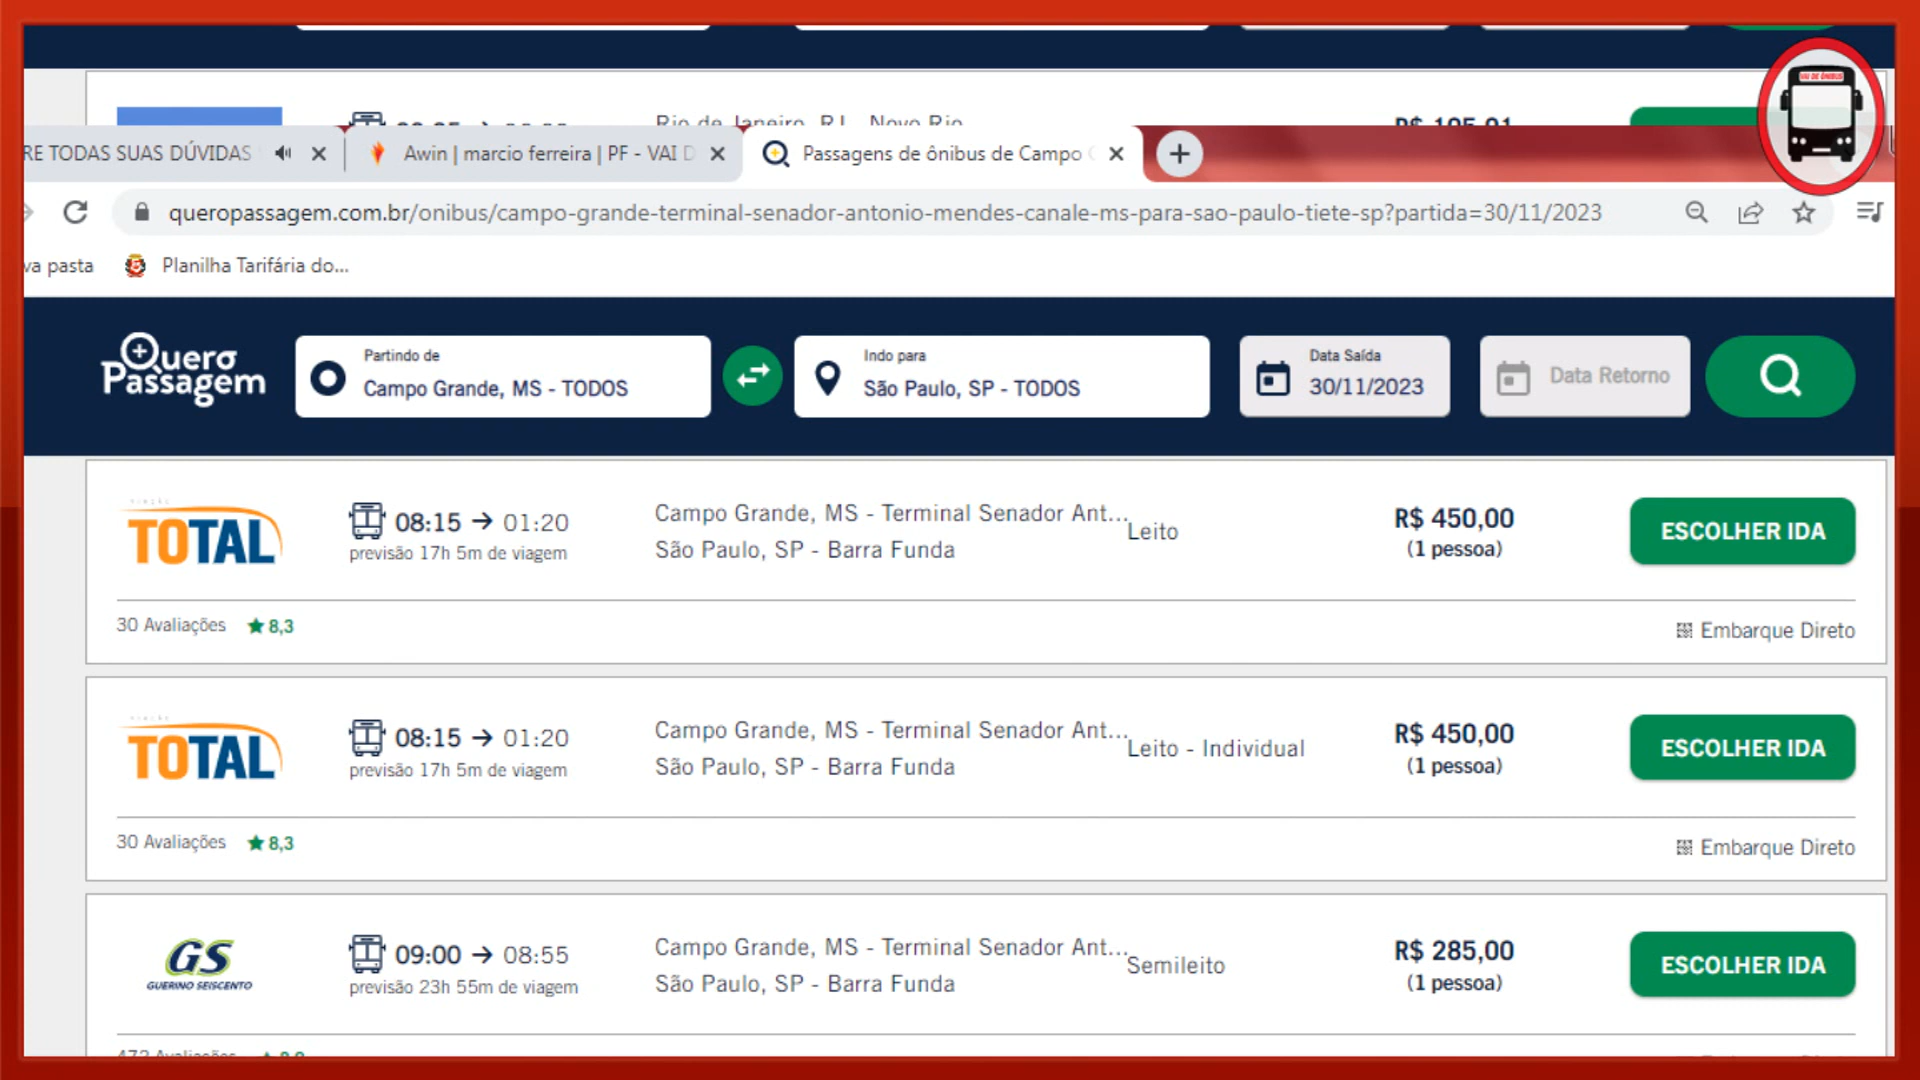 VAI DE ÔNIBUS
Rio de Janeiro, RJ - Novo Rio
R$ 195,91
RE TODAS SUAS DÚVIDAS
Awin | marcio ferreira | PF - VAI D
Passagens de ônibus de Campo
queropassagem.com.br/onibus/campo-grande-terminal-senador-antonio-mendes-canale-ms-para-sao-paulo-tiete-sp?partida=30/11/2023
va pasta
Planilha Tarifária do...
Quero Passagem
Partindo de
Campo Grande, MS - TODOS
Indo para
São Paulo, SP - TODOS
Data Saída
30/11/2023
Data Retorno
VIAÇÃO
TOTAL
08:15 → 01:20
previsão 17h 5m de viagem
Campo Grande, MS - Terminal Senador Ant...
São Paulo, SP - Barra Funda
Leito
R$ 450,00
(1 pessoa)
ESCOLHER IDA
30 Avaliações
8,3
Embarque Direto
VIAÇÃO
TOTAL
08:15 → 01:20
previsão 17h 5m de viagem
Campo Grande, MS - Terminal Senador Ant...
São Paulo, SP - Barra Funda
Leito - Individual
R$ 450,00
(1 pessoa)
ESCOLHER IDA
30 Avaliações
8,3
Embarque Direto
GS
GUERINO SEISCENTO
09:00 → 08:55
previsão 23h 55m de viagem
Campo Grande, MS - Terminal Senador Ant...
São Paulo, SP - Barra Funda
Semileito
R$ 285,00
(1 pessoa)
ESCOLHER IDA
Avaliações